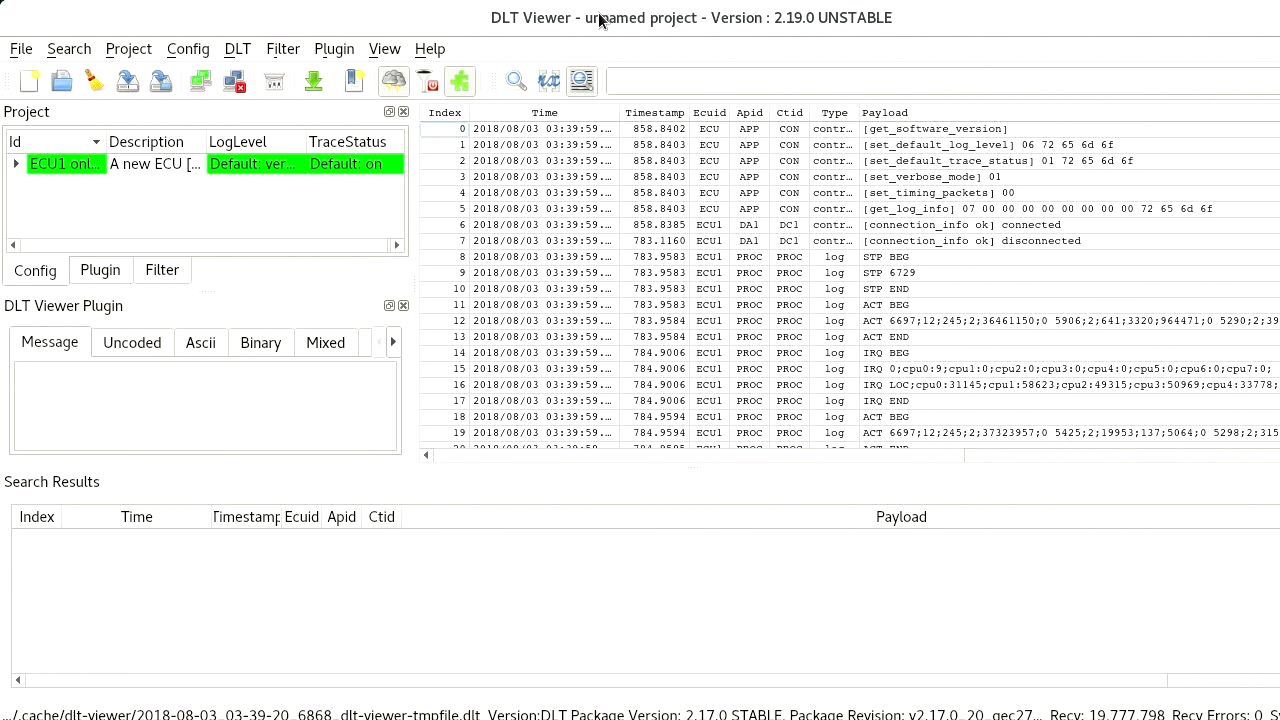 DLT Viewer - unnamed project - Version : 2.19.0 UNSTABLE
File Search Project Config DLT Filter Plugin View Help
Project
Id Description LogLevel TraceStatus
ECU1 onl... A new ECU [... Default: ver... Default: on
Config Plugin Filter
DLT Viewer Plugin
Message Uncoded Ascii Binary Mixed
Index Time Timestamp Ecuid Apid Ctid Type Payload
0 2018/08/03 03:39:59.... 858.8402 ECU APP CON contr... [get_software_version]
1 2018/08/03 03:39:59.... 858.8403 ECU APP CON contr... [set_default_log_level] 06 72 65 6d 6f
2 2018/08/03 03:39:59.... 858.8403 ECU APP CON contr... [set_default_trace_status] 01 72 65 6d 6f
3 2018/08/03 03:39:59.... 858.8403 ECU APP CON contr... [set_verbose_mode] 01
4 2018/08/03 03:39:59.... 858.8403 ECU APP CON contr... [set_timing_packets] 00
5 2018/08/03 03:39:59.... 858.8403 ECU APP CON contr... [get_log_info] 07 00 00 00 00 00 00 00 00 72 65 6d 6f
6 2018/08/03 03:39:59.... 858.8385 ECU1 DA1 DC1 contr... [connection_info ok] connected
7 2018/08/03 03:39:59.... 783.1160 ECU1 DA1 DC1 contr... [connection_info ok] disconnected
8 2018/08/03 03:39:59.... 783.9583 ECU1 PROC PROC log STP BEG
9 2018/08/03 03:39:59.... 783.9583 ECU1 PROC PROC log STP 6729
10 2018/08/03 03:39:59.... 783.9583 ECU1 PROC PROC log STP END
11 2018/08/03 03:39:59.... 783.9583 ECU1 PROC PROC log ACT BEG
12 2018/08/03 03:39:59.... 783.9584 ECU1 PROC PROC log ACT 6697;12;245;2;36461150;0 5906;2;641;3320;964471;0 5290;2;39
13 2018/08/03 03:39:59.... 783.9584 ECU1 PROC PROC log ACT END
14 2018/08/03 03:39:59.... 784.9006 ECU1 PROC PROC log IRQ BEG
15 2018/08/03 03:39:59.... 784.9006 ECU1 PROC PROC log IRQ 0;cpu0:9;cpu1:0;cpu2:0;cpu3:0;cpu4:0;cpu5:0;cpu6:0;cpu7:0;
16 2018/08/03 03:39:59.... 784.9006 ECU1 PROC PROC log IRQ LOC;cpu0:31145;cpu1:58623;cpu2:49315;cpu3:50969;cpu4:33778;
17 2018/08/03 03:39:59.... 784.9006 ECU1 PROC PROC log IRQ END
18 2018/08/03 03:39:59.... 784.9594 ECU1 PROC PROC log ACT BEG
19 2018/08/03 03:39:59.... 784.9594 ECU1 PROC PROC log ACT 6697;12;245;2;37323957;0 5425;2;19953;137;5064;0 5298;2;315
Search Results
Index Time Timestamp Ecuid Apid Ctid Payload
.../.cache/dlt-viewer/2018-08-03_03-39-20_6868_dlt-viewer-tmpfile.dlt Version:DLT Package Version: 2.17.0 STABLE, Package Revision: v2.17.0_20_gec27... Recv: 19,777,798 Recv Errors: 0 S